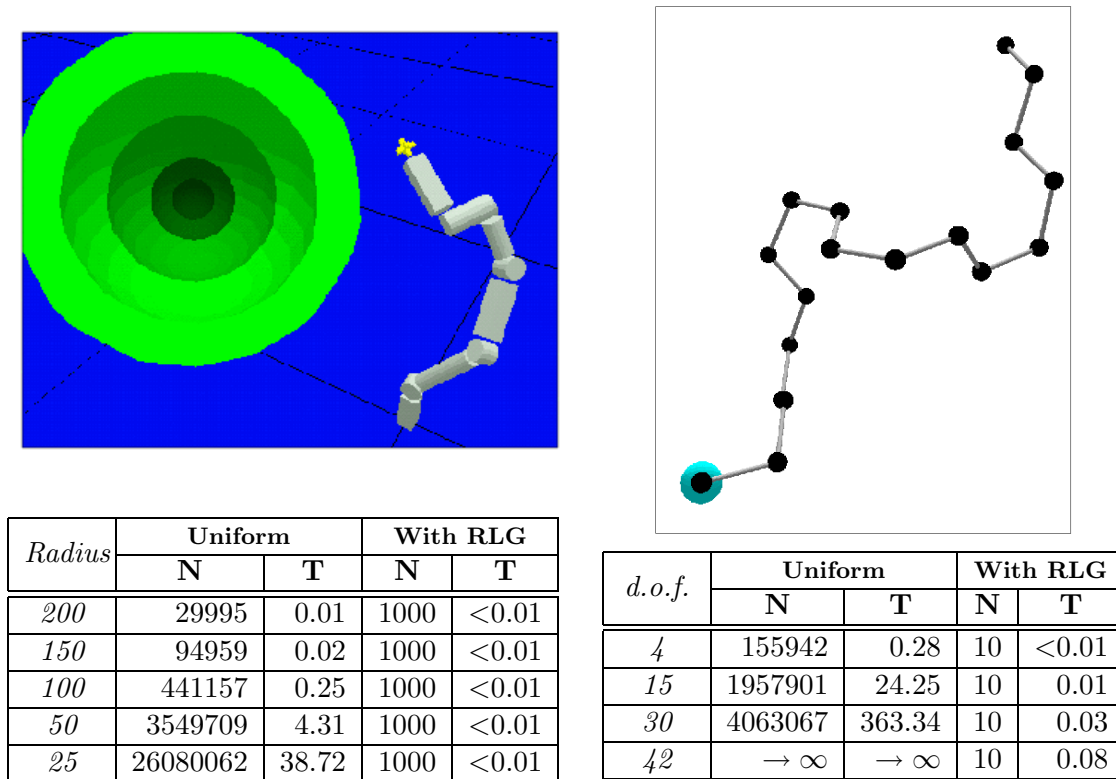 Radius Uniform With RLG
N T N T
200 29995 0.01 1000 <0.01
150 94959 0.02 1000 <0.01
100 441157 0.25 1000 <0.01
50 3549709 4.31 1000 <0.01
25 26080062 38.72 1000 <0.01
d.o.f. Uniform With RLG
N T N T
4 155942 0.28 10 <0.01
15 1957901 24.25 10 0.01
30 4063067 363.34 10 0.03
42 → ∞ → ∞ 10 0.08